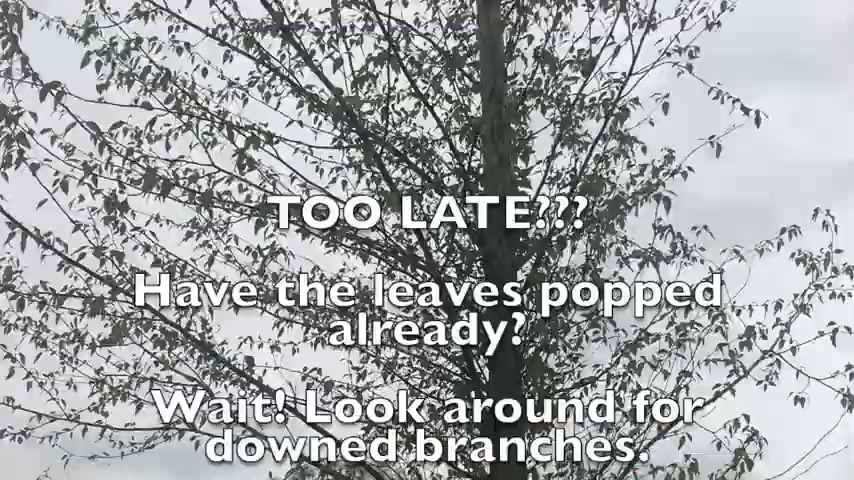 TOO LATE???
Have the leaves popped
already?
Wait! Look around for
downed branches.